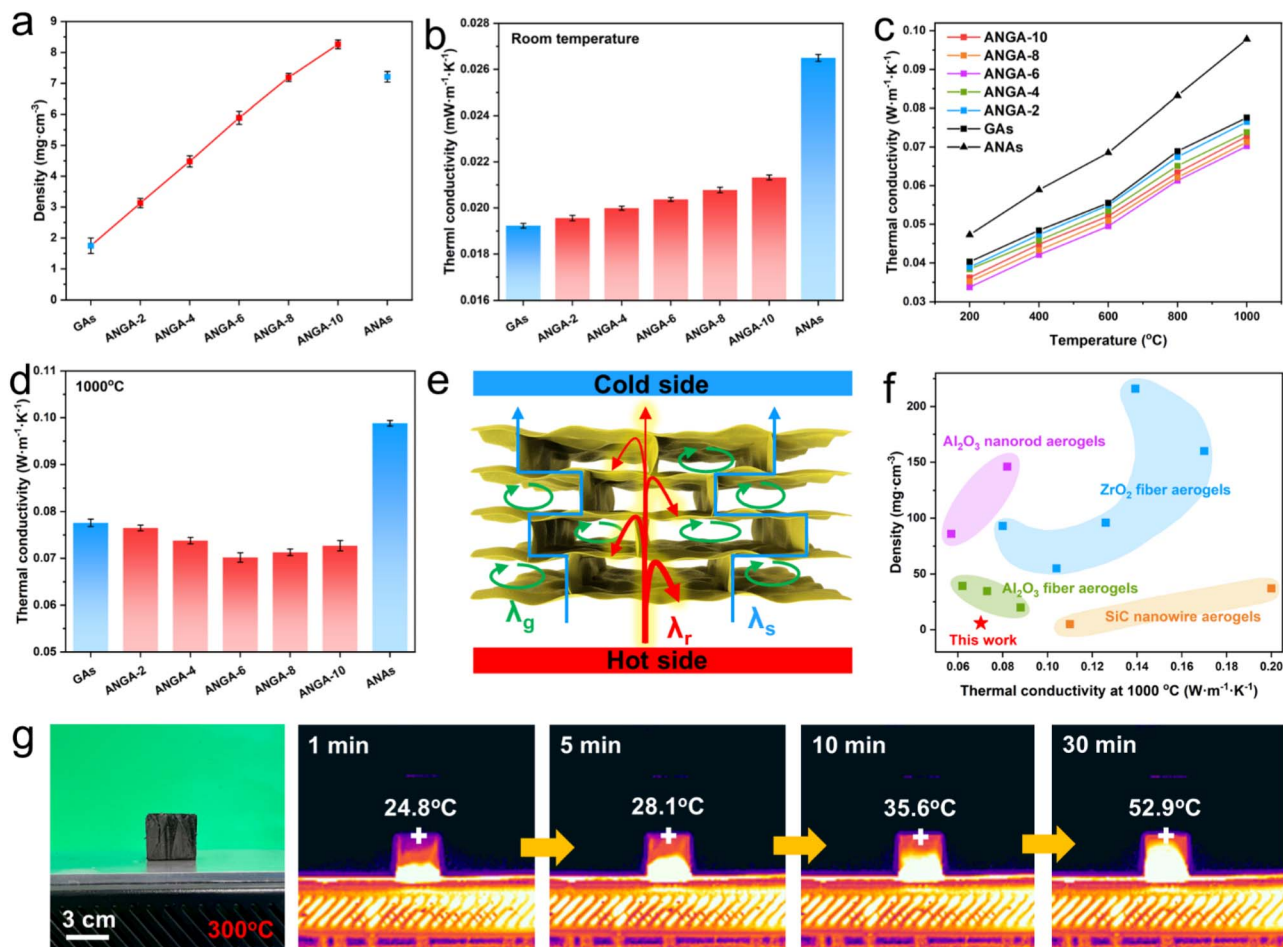 a
Density (mg·cm⁻³)
9
8
7
6
5
4
3
2
1
0
GAs
ANGA-2
ANGA-4
ANGA-6
ANGA-8
ANGA-10
ANAs
b
Room temperature
Therml conductivity (mW·m⁻¹·K⁻¹)
0.028
0.026
0.024
0.022
0.020
0.018
0.016
GAs
ANGA-2
ANGA-4
ANGA-6
ANGA-8
ANGA-10
ANAs
c
Thermal conductivity (W·m⁻¹·K⁻¹)
0.10
0.09
0.08
0.07
0.06
0.05
0.04
0.03
ANGA-10
ANGA-8
ANGA-6
ANGA-4
ANGA-2
GAs
ANAs
200
400
600
800
1000
Temperature (°C)
d
1000°C
Thermal conductivity (W·m⁻¹·K⁻¹)
0.11
0.10
0.09
0.08
0.07
0.06
0.05
GAs
ANGA-2
ANGA-4
ANGA-6
ANGA-8
ANGA-10
ANAs
e
Cold side
λg
λr
λs
Hot side
f
Density (mg·cm⁻³)
200
150
100
50
0
Al₂O₃ nanorod aerogels
ZrO₂ fiber aerogels
Al₂O₃ fiber aerogels
SiC nanowire aerogels
This work
0.06
0.08
0.10
0.12
0.14
0.16
0.18
0.20
Thermal conductivity at 1000 °C (W·m⁻¹·K⁻¹)
g
3 cm
300°C
1 min
24.8°C
5 min
28.1°C
10 min
35.6°C
30 min
52.9°C